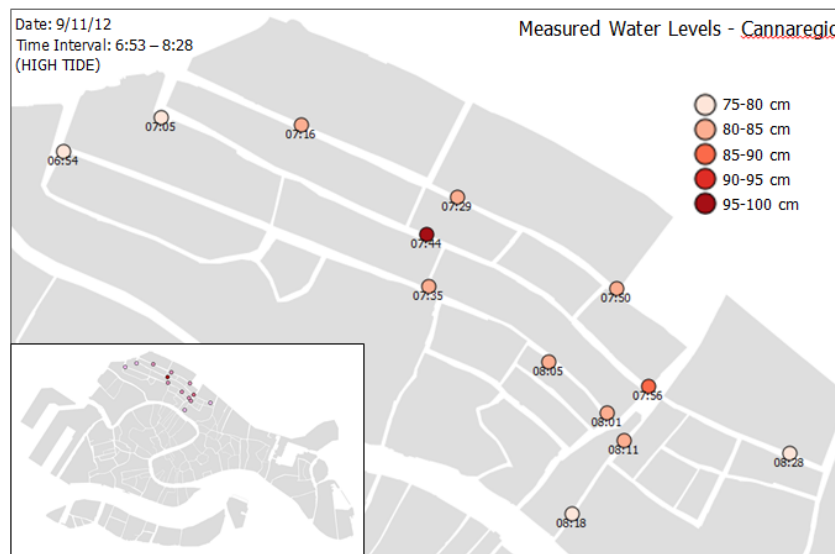 Date: 9/11/12
Time Interval: 6:53 – 8:28
(HIGH TIDE)
Measured Water Levels - Cannaregio
75-80 cm
80-85 cm
85-90 cm
90-95 cm
95-100 cm
07:05
07:16
06:54
07:29
07:44
07:35
07:50
08:05
07:56
08:01
08:11
08:28
08:18